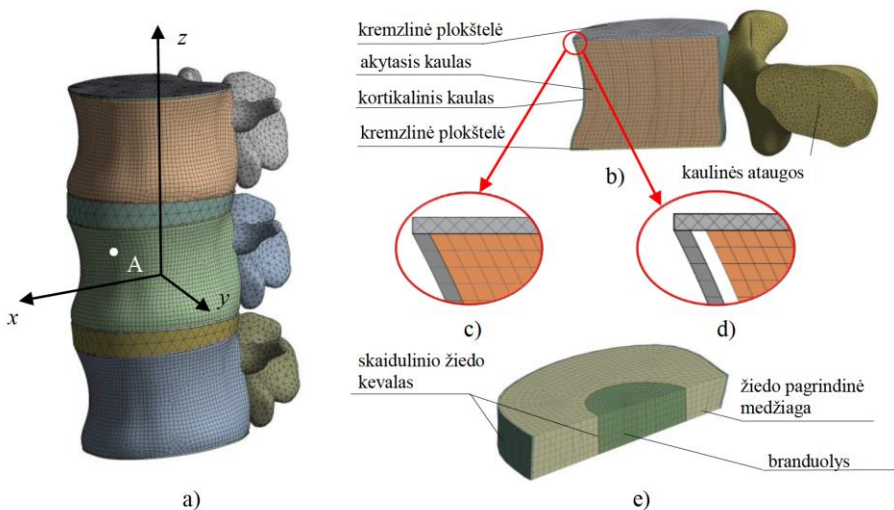 z
A
x
y
a)
kremzlinė plokštelė
akytasis kaulas
kortikalinis kaulas
kremzlinė plokštelė
b)
kaulinės ataugos
c)
d)
skaidulinio žiedo
kevalas
žiedo pagrindinė
medžiaga
branduolys
e)